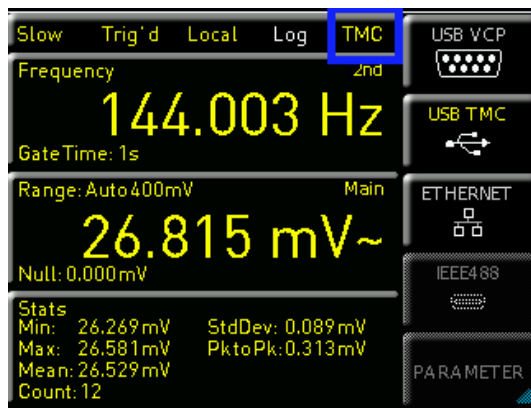 Slow Trig'd Local Log TMC
Frequency 2nd
144.003 Hz
GateTime: 1s
Range: Auto400mV Main
26.815 mV~
Null: 0.000mV
Stats
Min: 26.269mV StdDev: 0.089mV
Max: 26.581mV PktoPk:0.313mV
Mean: 26.529mV
Count: 12
USB VCP
USB TMC
ETHERNET
IEEE488
PARAMETER